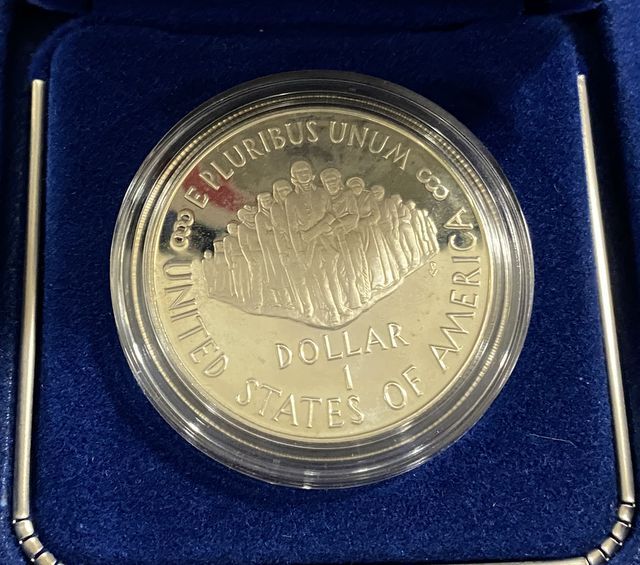 E PLURIBUS UNUM
DOLLAR
1
UNITED STATES OF AMERICA